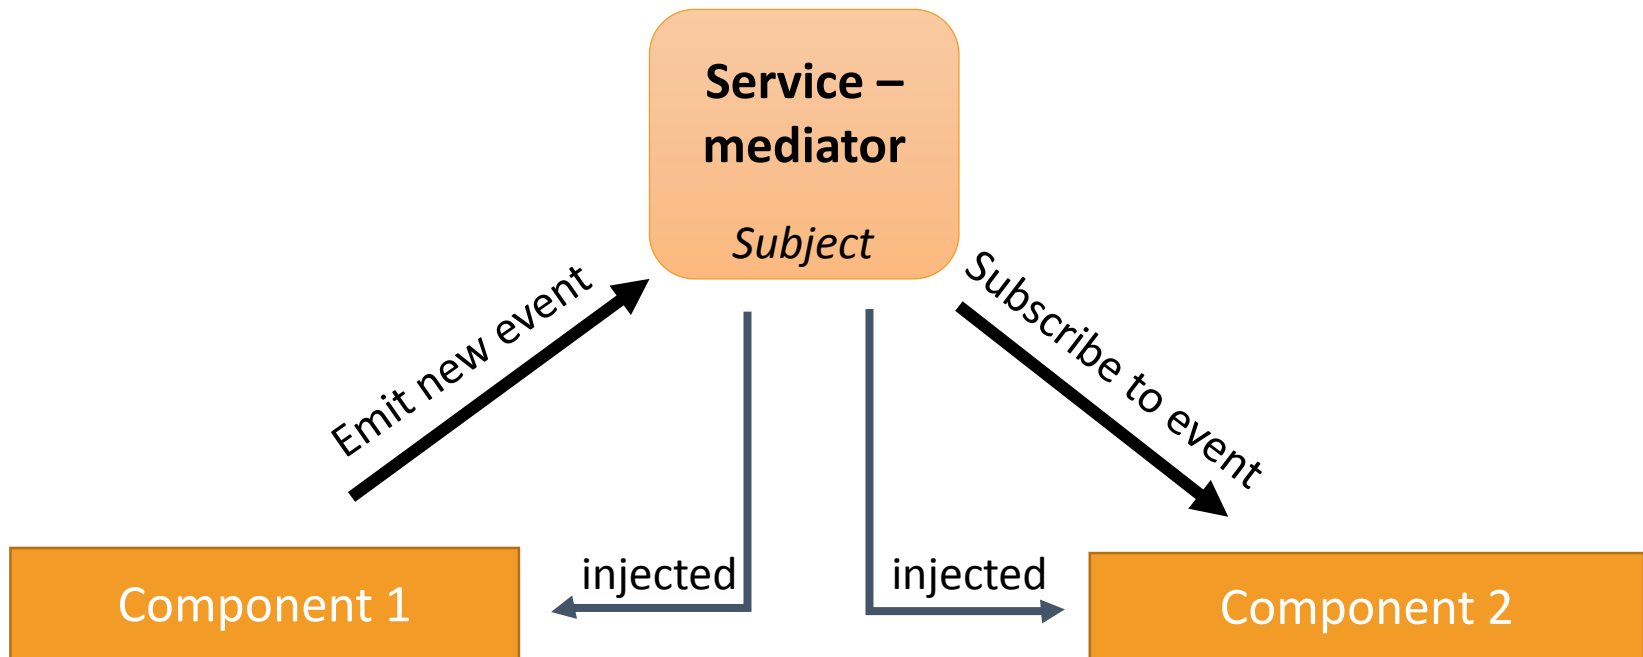 Service –
mediator
Subject
Emit new event
Subscribe to event
injected
injected
Component 1
Component 2